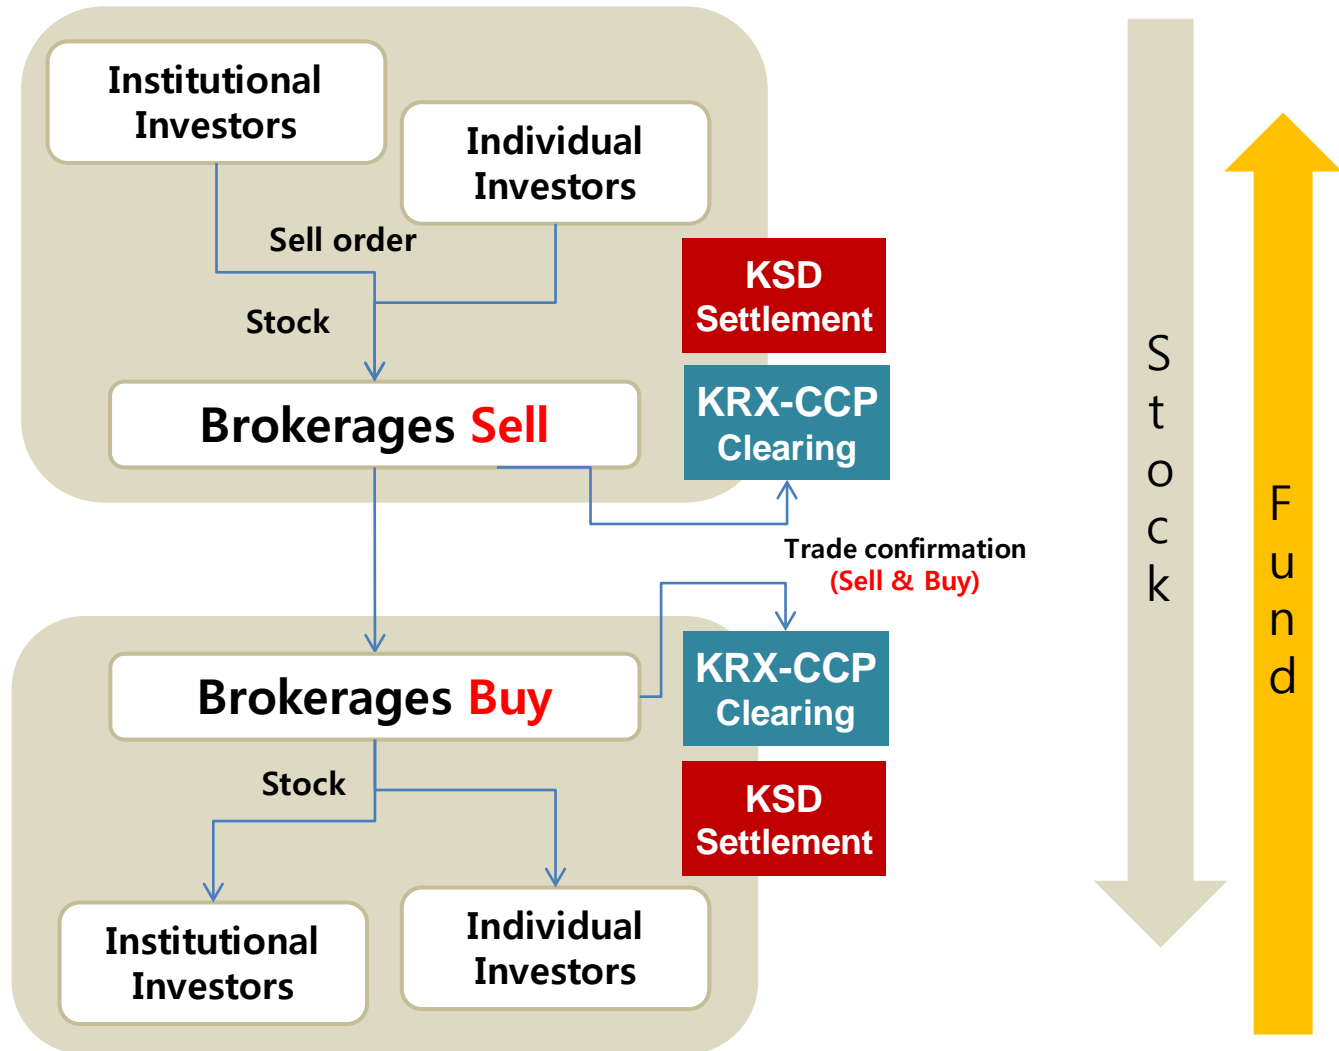 Institutional
Investors
Individual
Investors
Sell order
Stock
KSD
Settlement
Brokerages Sell
KRX-CCP
Clearing
Trade confirmation
(Sell & Buy)
Brokerages Buy
KRX-CCP
Clearing
Stock
KSD
Settlement
Institutional
Investors
Individual
Investors
Stock
Fund